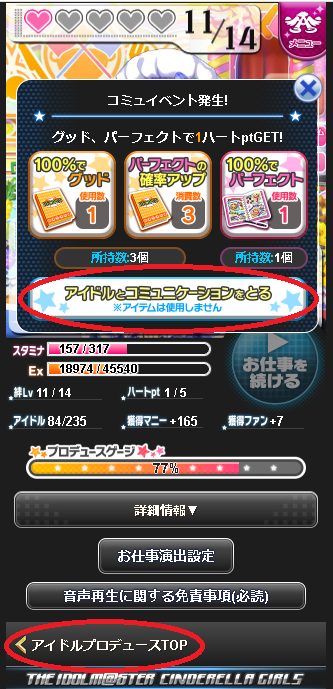 11/14
メニュー
コミュイベント発生!
グッド、パーフェクトで1ハートptGET!
100%で
グッド
使用数
1
パーフェクトの
確率アップ
消費数
3
100%で
パーフェクト
使用数
1
所持数:3個
所持数:1個
アイドルとコミュニケーションをとる
※アイテムは使用しません
スタミナ 157 / 317
Ex 18974 / 45540
お仕事を
続ける
絆Lv 11 / 14 ハートpt 1 / 5
アイドル 84/235 獲得マニー +165 獲得ファン +7
プロデュースゲージ
77%
詳細情報▼
お仕事演出設定
音声再生に関する免責事項(必読)
アイドルプロデュースTOP
THE IDOLM@STER CINDERELLA GIRLS